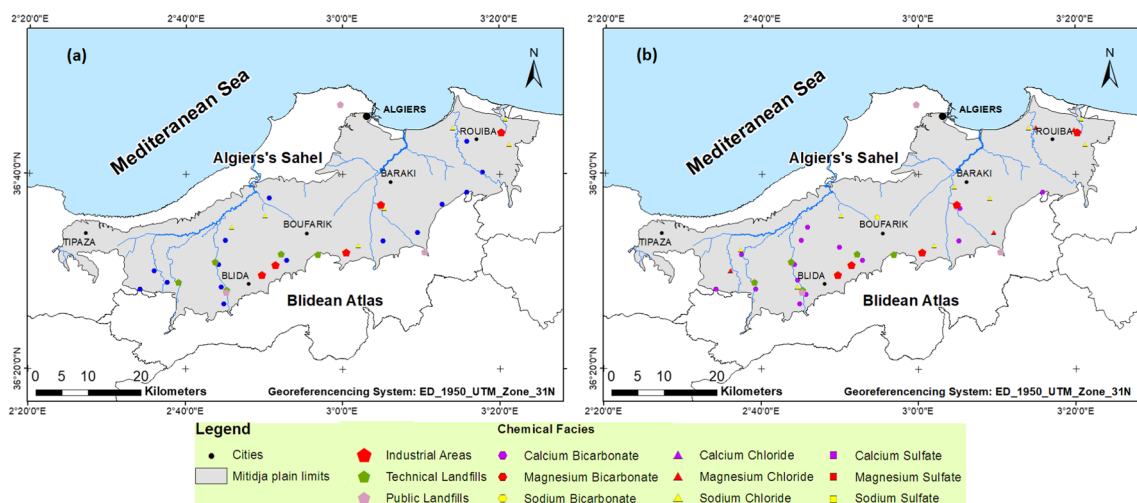 2°20'0"E 2°40'0"E 3°0'0"E 3°20'0"E
(a)
N
Mediteranean Sea
ALGIERS
ROUIBA
Algiers's Sahel
36°40'0"N
BARAKI
BOUFARIK
TIPAZA
BLIDA
Blidean Atlas
36°20'0"N
0 5 10 20
Kilometers
Georeferencing System: ED_1950_UTM_Zone_31N
2°20'0"E 2°40'0"E 3°0'0"E 3°20'0"E
2°20'0"E 2°40'0"E 3°0'0"E 3°20'0"E
(b)
N
Mediteranean Sea
ALGIERS
ROUIBA
Algiers's Sahel
36°40'0"N
BARAKI
BOUFARIK
TIPAZA
BLIDA
Blidean Atlas
36°20'0"N
0 5 10 20
Kilometers
Georeferencing System: ED_1950_UTM_Zone_31N
2°20'0"E 2°40'0"E 3°0'0"E 3°20'0"E
Legend
Chemical Facies
Cities
Industrial Areas
Calcium Bicarbonate
Calcium Chloride
Calcium Sulfate
Mitidja plain limits
Technical Landfills
Magnesium Bicarbonate
Magnesium Chloride
Magnesium Sulfate
Public Landfills
Sodium Bicarbonate
Sodium Chloride
Sodium Sulfate